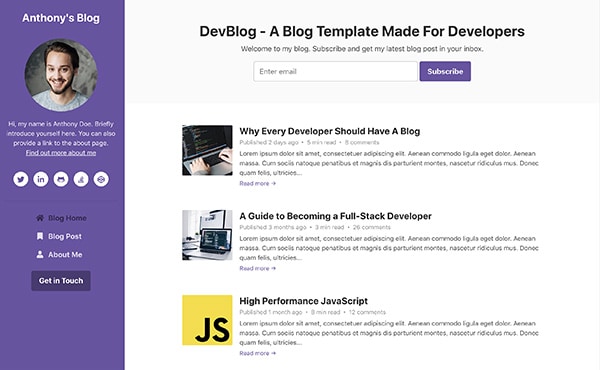 Anthony's Blog
Hi, my name is Anthony Doe. Briefly
introduce yourself here. You can also
provide a link to the about page.
Find out more about me
Blog Home
Blog Post
About Me
Get in Touch
DevBlog - A Blog Template Made For Developers
Welcome to my blog. Subscribe and get my latest blog post in your inbox.
Enter email
Subscribe
Why Every Developer Should Have A Blog
Published 2 days ago • 5 min read • 8 comments
Lorem ipsum dolor sit amet, consectetuer adipiscing elit. Aenean commodo ligula eget dolor. Aenean
massa. Cum sociis natoque penatibus et magnis dis parturient montes, nascetur ridiculus mus. Donec
quam felis, ultricies...
Read more →
A Guide to Becoming a Full-Stack Developer
Published 3 months ago • 3 min read • 26 comments
Lorem ipsum dolor sit amet, consectetuer adipiscing elit. Aenean commodo ligula eget dolor. Aenean
massa. Cum sociis natoque penatibus et magnis dis parturient montes, nascetur ridiculus mus. Donec
quam felis, ultricies...
Read more →
JS
High Performance JavaScript
Published 1 month ago • 8 min read • 12 comments
Lorem ipsum dolor sit amet, consectetuer adipiscing elit. Aenean commodo ligula eget dolor. Aenean
massa. Cum sociis natoque penatibus et magnis dis parturient montes, nascetur ridiculus mus. Donec
quam felis, ultricies...
Read more →